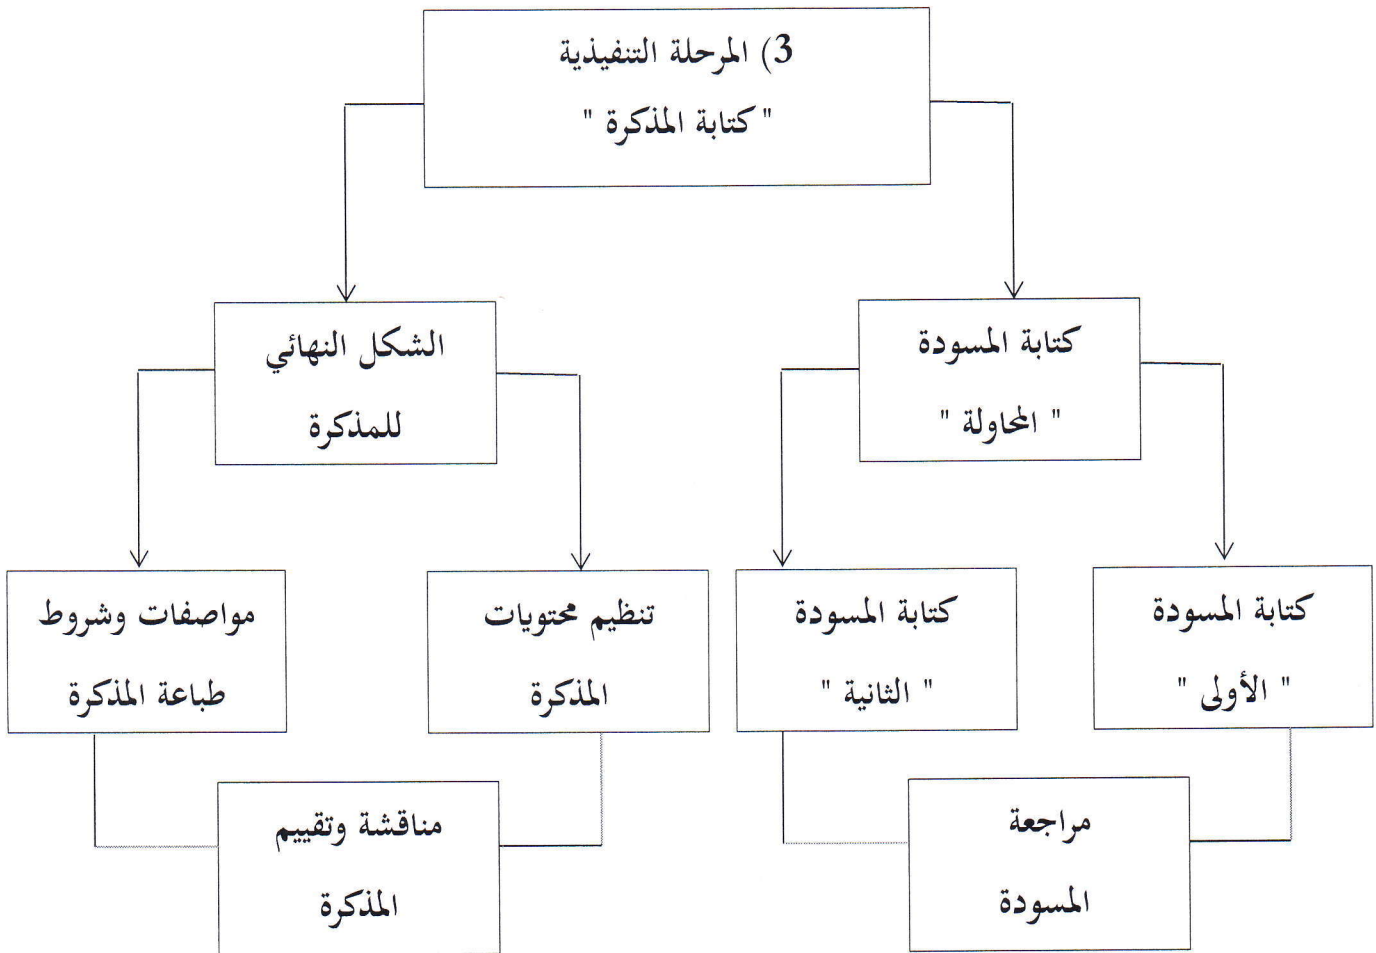 3) المرحلة التنفيذية
" كتابة المذكرة "
كتابة المسودة
" المحاولة "
الشكل النهائي
للمذكرة
كتابة المسودة
" الأولى "
كتابة المسودة
" الثانية "
تنظيم محتويات
المذكرة
مواصفات وشروط
طباعة المذكرة
مراجعة
المسودة
مناقشة وتقييم
المذكرة